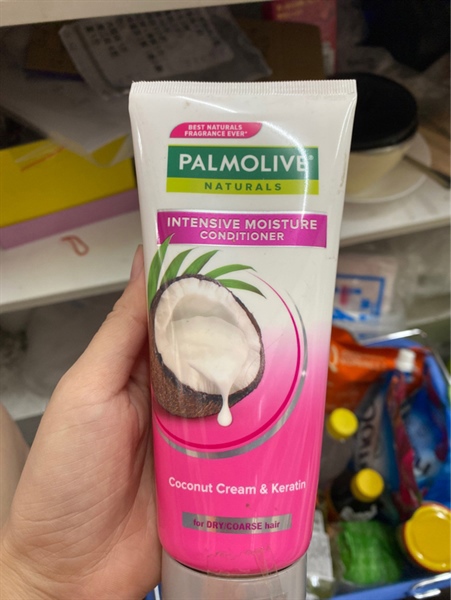 BEST NATURALS
FRAGRANCE EVER*
PALMOLIVE®
NATURALS
INTENSIVE MOISTURE
CONDITIONER
Coconut Cream & Keratin
for DRY/COARSE hair